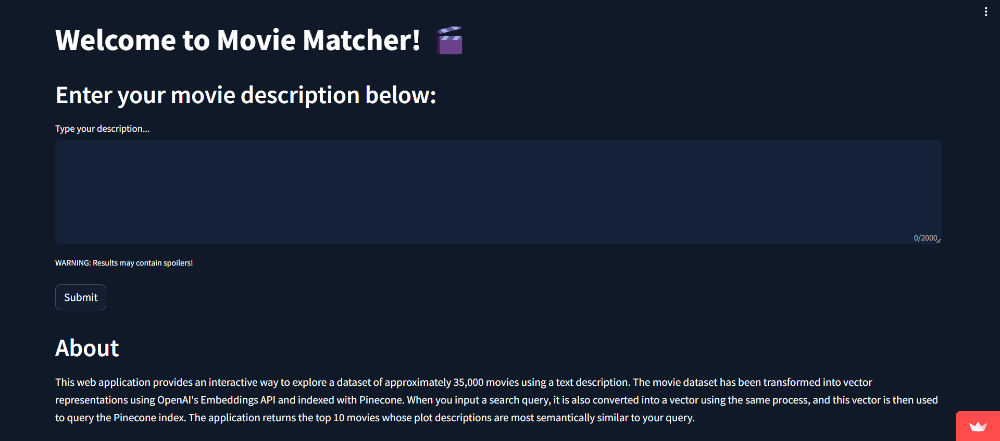 Welcome to Movie Matcher!
Enter your movie description below:
Type your description...
0/2000
WARNING: Results may contain spoilers!
Submit
About
This web application provides an interactive way to explore a dataset of approximately 35,000 movies using a text description. The movie dataset has been transformed into vector
representations using OpenAI's Embeddings API and indexed with Pinecone. When you input a search query, it is also converted into a vector using the same process, and this vector is then used
to query the Pinecone index. The application returns the top 10 movies whose plot descriptions are most semantically similar to your query.